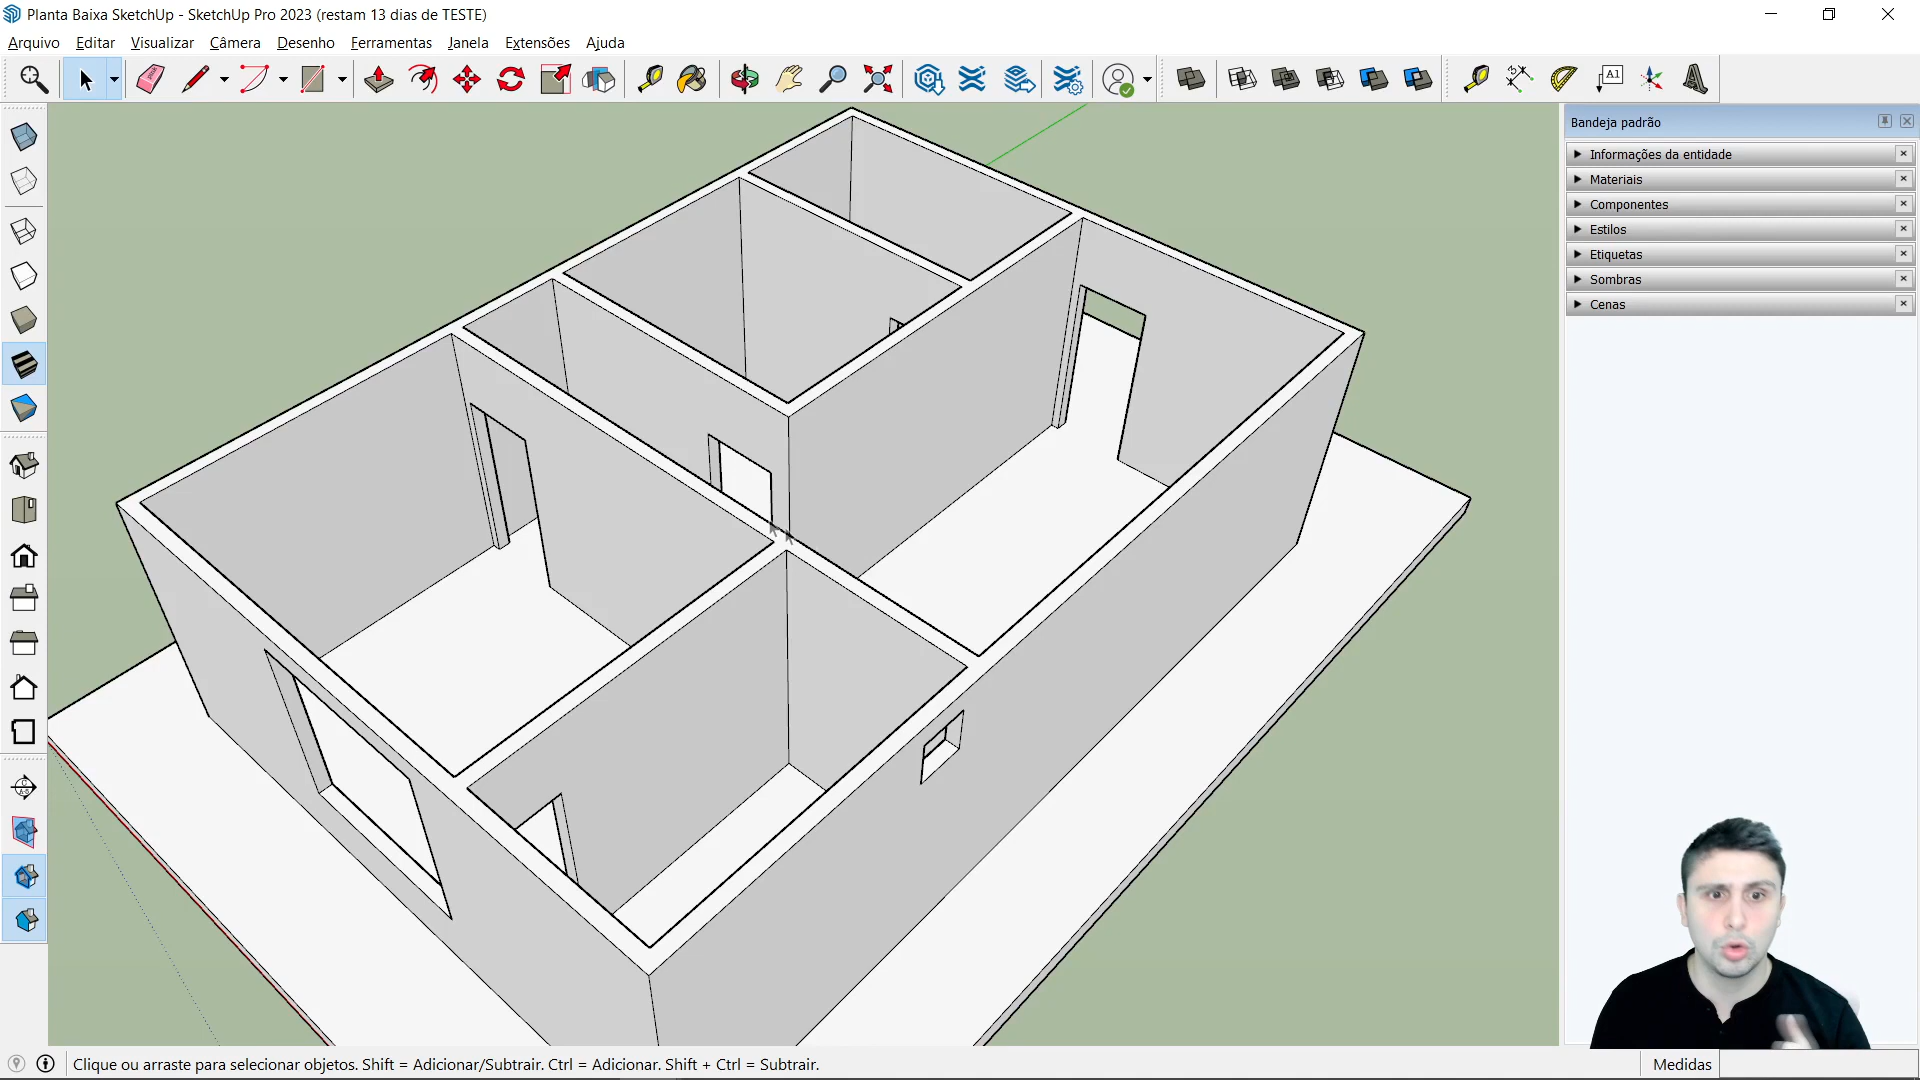 Planta Baixa SketchUp - SketchUp Pro 2023 (restam 13 dias de TESTE)
Arquivo Editar Visualizar Câmera Desenho Ferramentas Janela Extensões Ajuda
A1
Bandeja padrão
Informações da entidade
Materiais
Componentes
Estilos
Etiquetas
Sombras
Cenas
Clique ou arraste para selecionar objetos. Shift = Adicionar/Subtrair. Ctrl = Adicionar. Shift + Ctrl = Subtrair.
Medidas